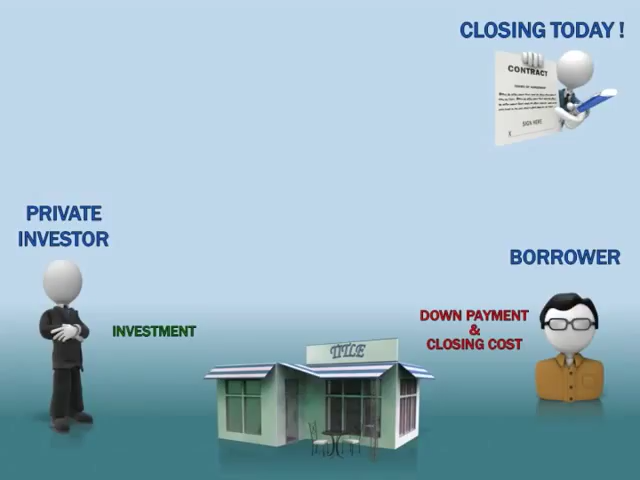 CLOSING TODAY !
CONTRACT
SIGN HERE
X
PRIVATE
INVESTOR
BORROWER
DOWN PAYMENT
&
CLOSING COST
INVESTMENT
TITLE